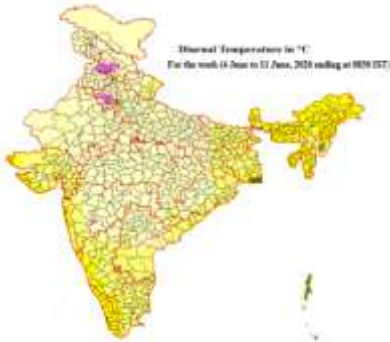 Diurnal Temperature in °C
For the week (4 June to 11 June, 2020 ending at 0830 IST)